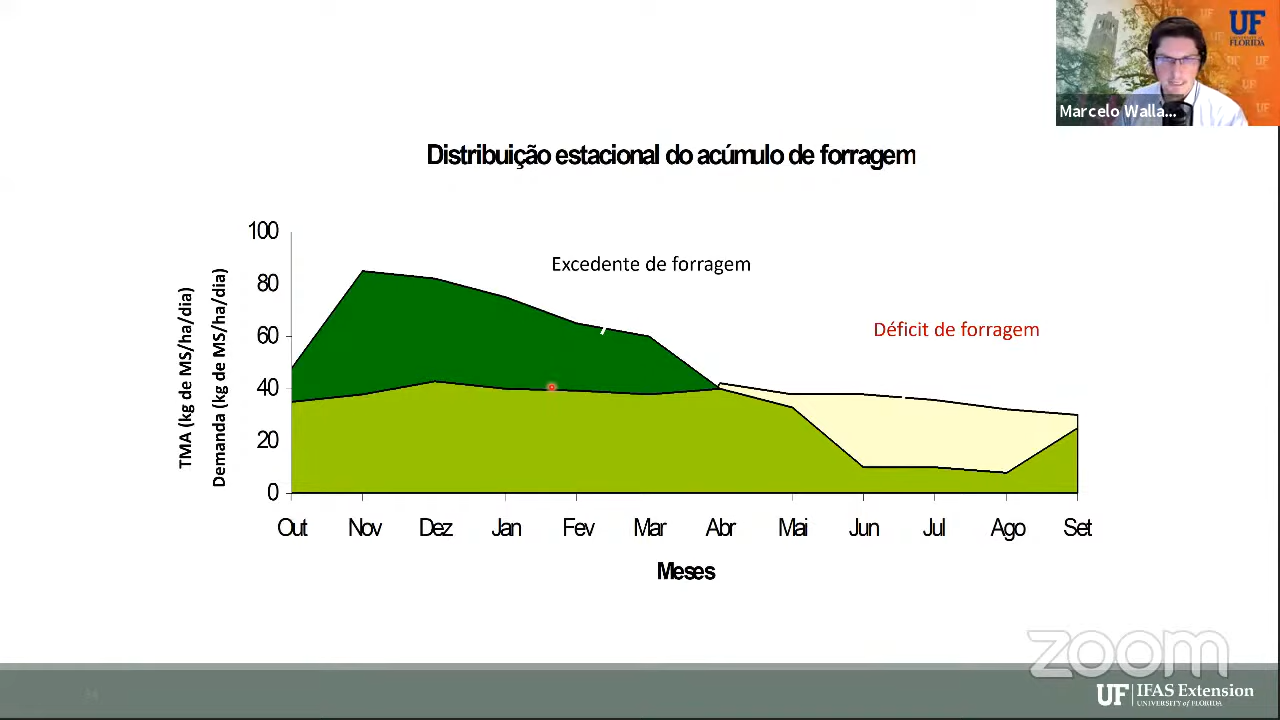 UF
UNIVERSITY of
FLORIDA
Marcelo Walla...
Distribuição estacional do acúmulo de forragem
TMA (kg de MS/ha/dia)
Demanda (kg de MS/ha/dia)
100
80
60
40
20
0
Excedente de forragem
Déficit de forragem
Out Nov Dez Jan Fev Mar Abr Mai Jun Jul Ago Set
Meses
zoom
UF IFAS Extension
UNIVERSITY of FLORIDA